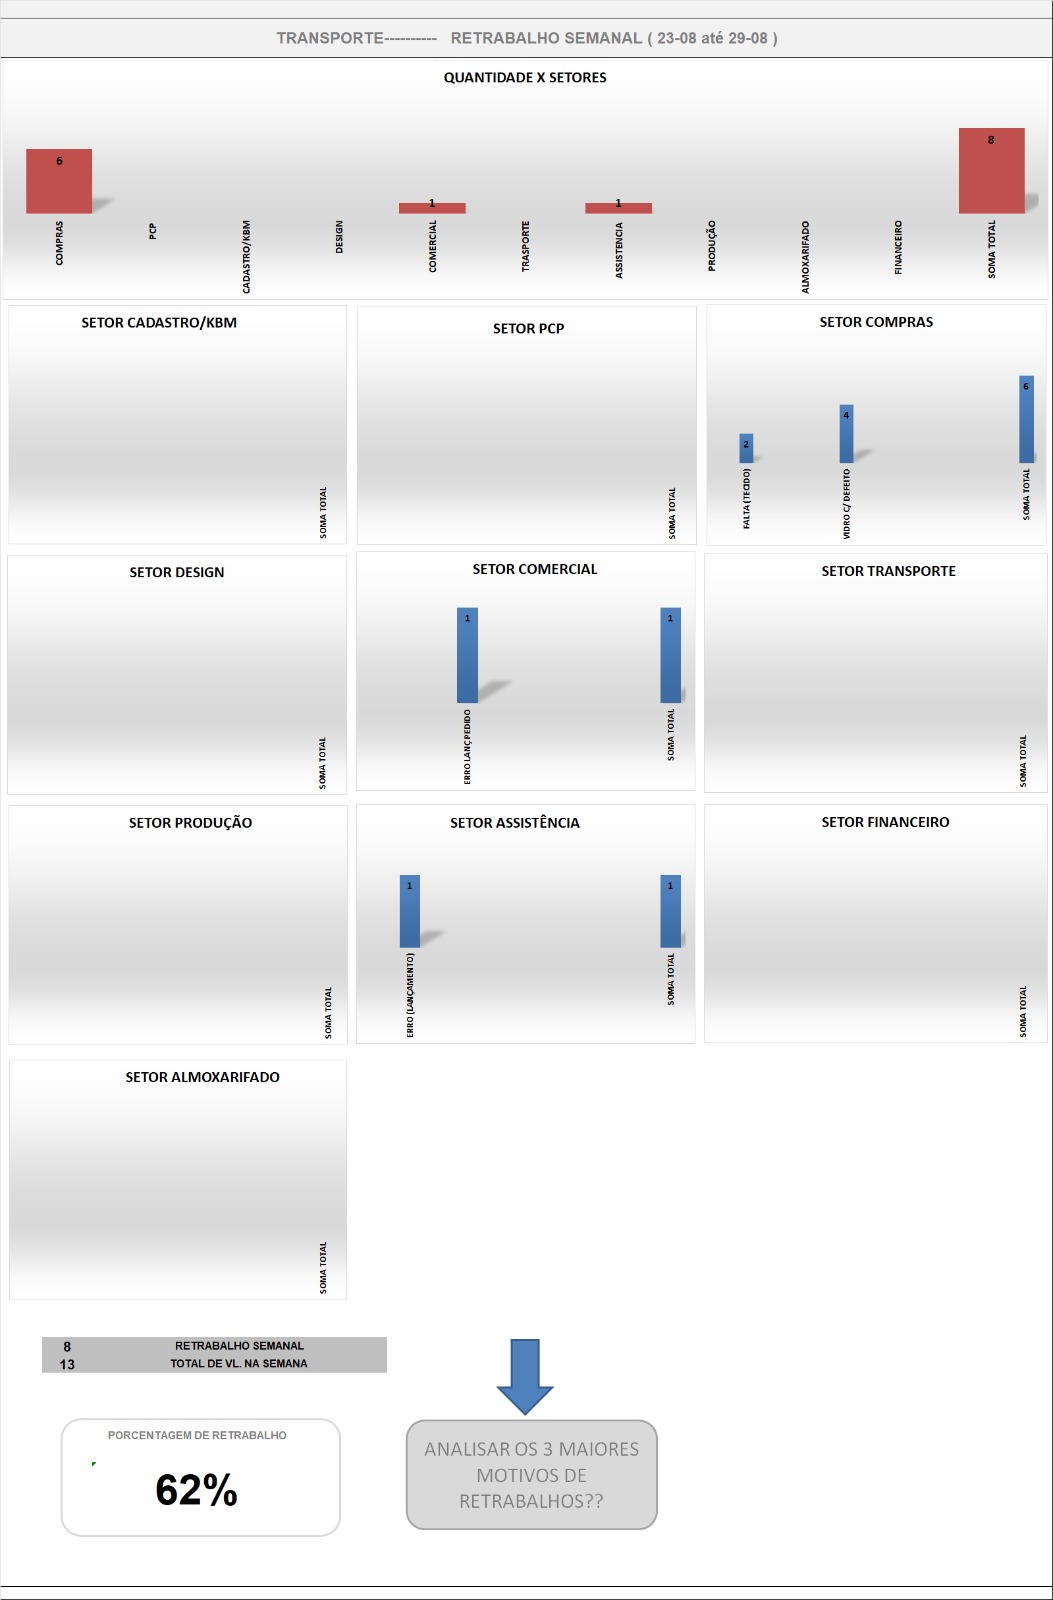 TRANSPORTE---------- RETRABALHO SEMANAL ( 23-08 até 29-08 )
QUANTIDADE X SETORES
6
1
1
8
COMPRAS
PCP
CADASTRO/KBM
DESIGN
COMERCIAL
TRASPORTE
ASSISTENCIA
PRODUÇÃO
ALMOXARIFADO
FINANCEIRO
SOMA TOTAL
SETOR CADASTRO/KBM
SOMA TOTAL
SETOR PCP
SOMA TOTAL
SETOR COMPRAS
2
4
6
FALTA (TECIDO)
VIDRO C/ DEFEITO
SOMA TOTAL
SETOR DESIGN
SOMA TOTAL
SETOR COMERCIAL
1
1
ERRO LANÇ PEDIDO
SOMA TOTAL
SETOR TRANSPORTE
SOMA TOTAL
SETOR PRODUÇÃO
SOMA TOTAL
SETOR ASSISTÊNCIA
1
1
ERRO (LANÇAMENTO)
SOMA TOTAL
SETOR FINANCEIRO
SOMA TOTAL
SETOR ALMOXARIFADO
SOMA TOTAL
8 RETRABALHO SEMANAL
13 TOTAL DE VL. NA SEMANA
PORCENTAGEM DE RETRABALHO
62%
ANALISAR OS 3 MAIORES
MOTIVOS DE
RETRABALHOS??